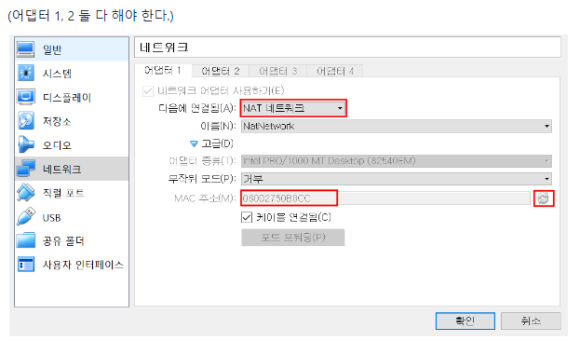 (어댑터 1, 2 둘 다 해야 한다.)
일반
시스템
디스플레이
저장소
오디오
네트워크
직렬 포트
USB
공유 폴더
사용자 인터페이스
네트워크
어댑터 1 어댑터 2 어댑터 3 어댑터 4
네트워크 어댑터 사용하기(E)
다음에 연결됨(A): NAT 네트워크
이름(N): NatNetwork
고급(D)
어댑터 종류(T): Intel PRO/1000 MT Desktop (82540EM)
무작위 모드(P): 거부
MAC 주소(M): 08002750B8CC
케이블 연결됨(C)
포트 포워딩(P)
확인 취소